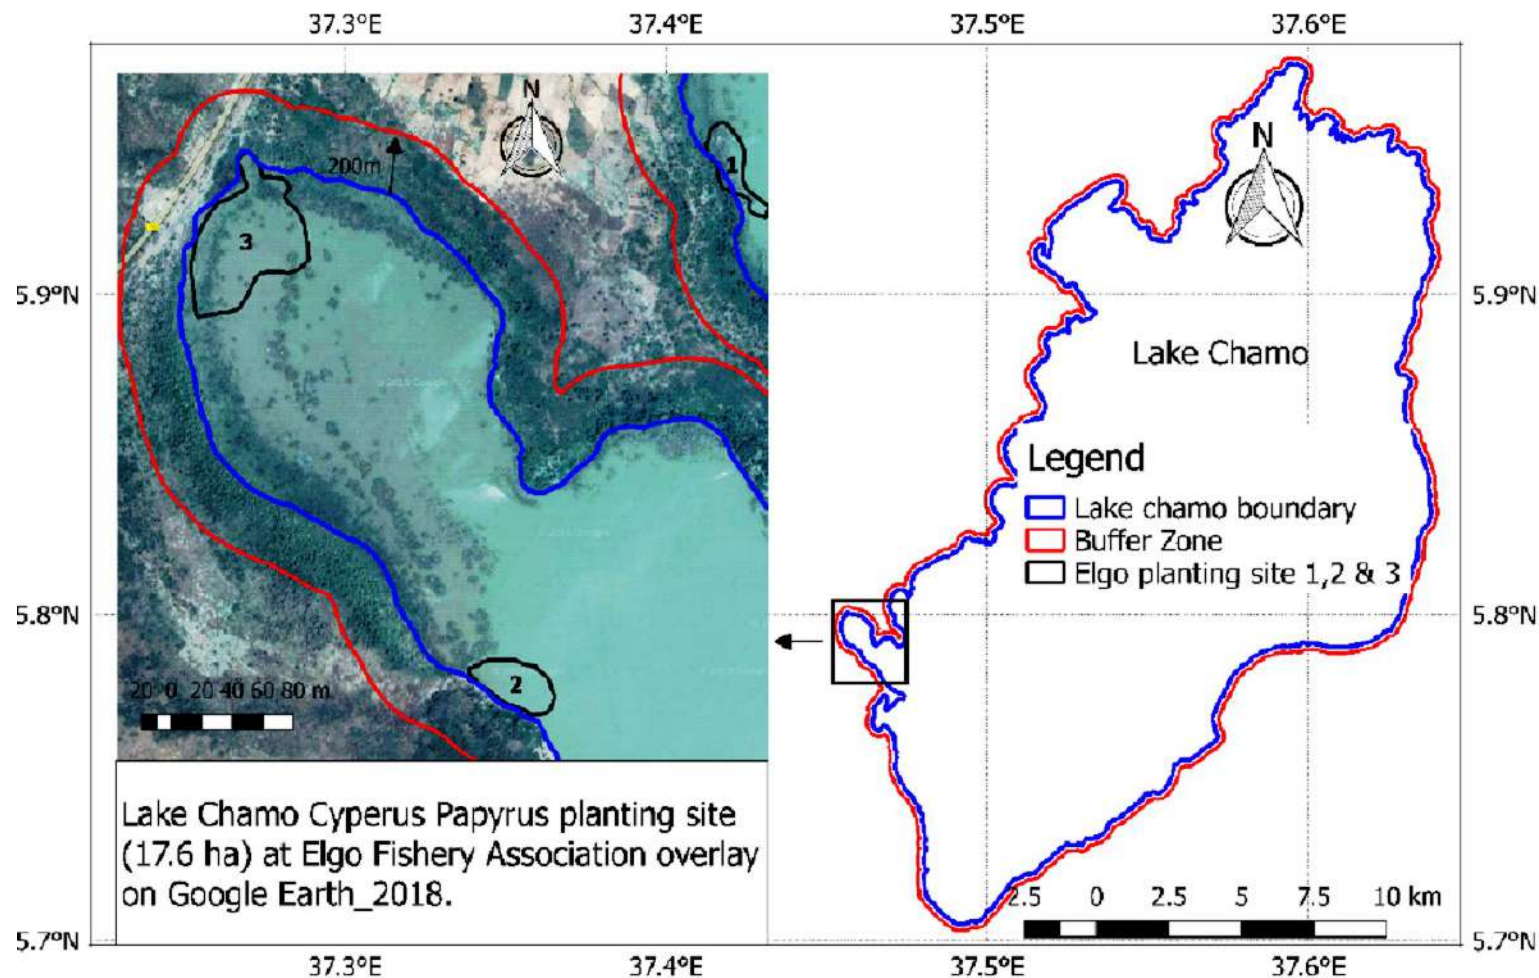 37.3°E 37.4°E 37.5°E 37.6°E
N
200m
1
3
N
5.9°N 5.9°N
Lake Chamo
Legend
Lake chamo boundary
Buffer Zone
Elgo planting site 1,2 & 3
5.8°N 5.8°N
2
20 0 20 40 60 80 m
Lake Chamo Cyperus Papyrus planting site
(17.6 ha) at Elgo Fishery Association overlay
on Google Earth_2018.
2.5 0 2.5 5 7.5 10 km
5.7°N 5.7°N
37.3°E 37.4°E 37.5°E 37.6°E